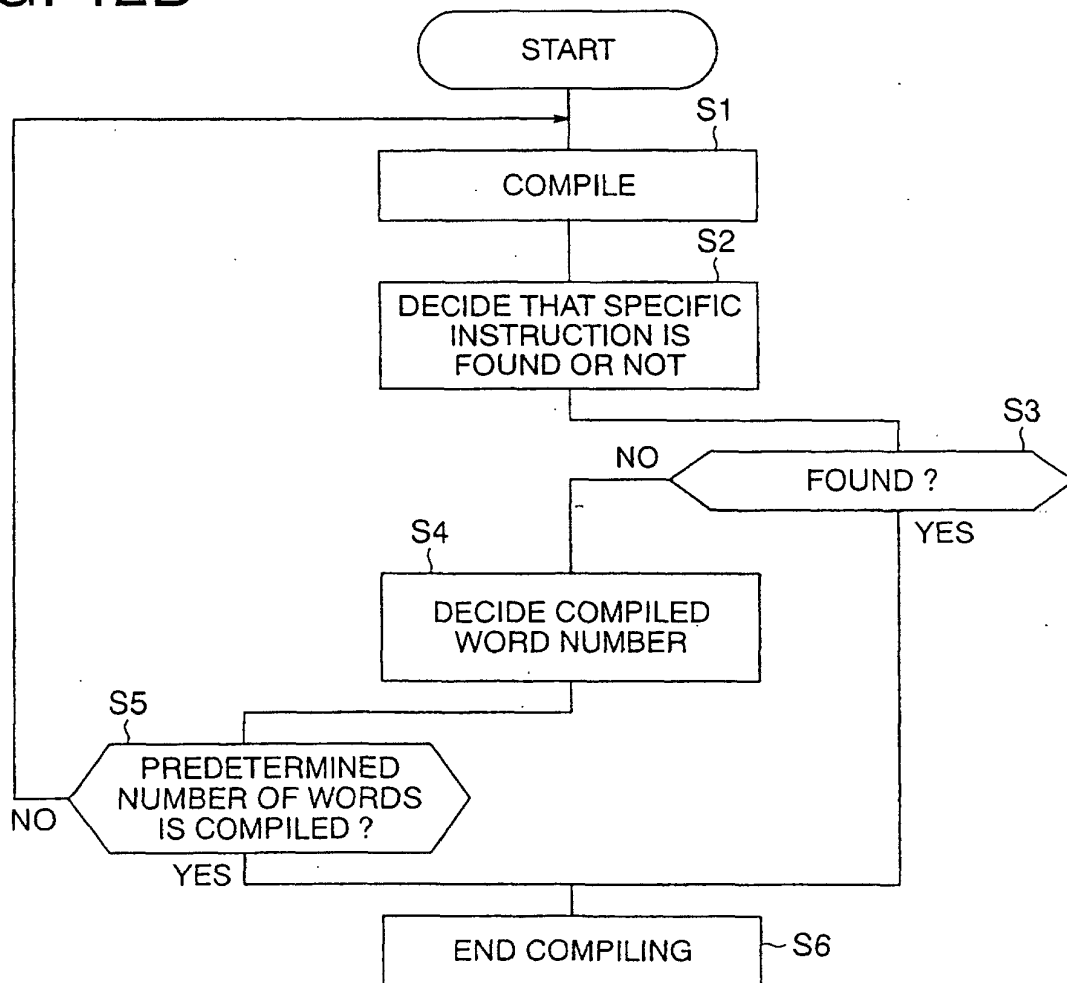 START
S1
COMPILE
S2
DECIDE THAT SPECIFIC
INSTRUCTION IS
FOUND OR NOT
S3
NO
FOUND ?
YES
S4
DECIDE COMPILED
WORD NUMBER
S5
PREDETERMINED
NUMBER OF WORDS
IS COMPILED ?
NO
YES
END COMPILING
S6